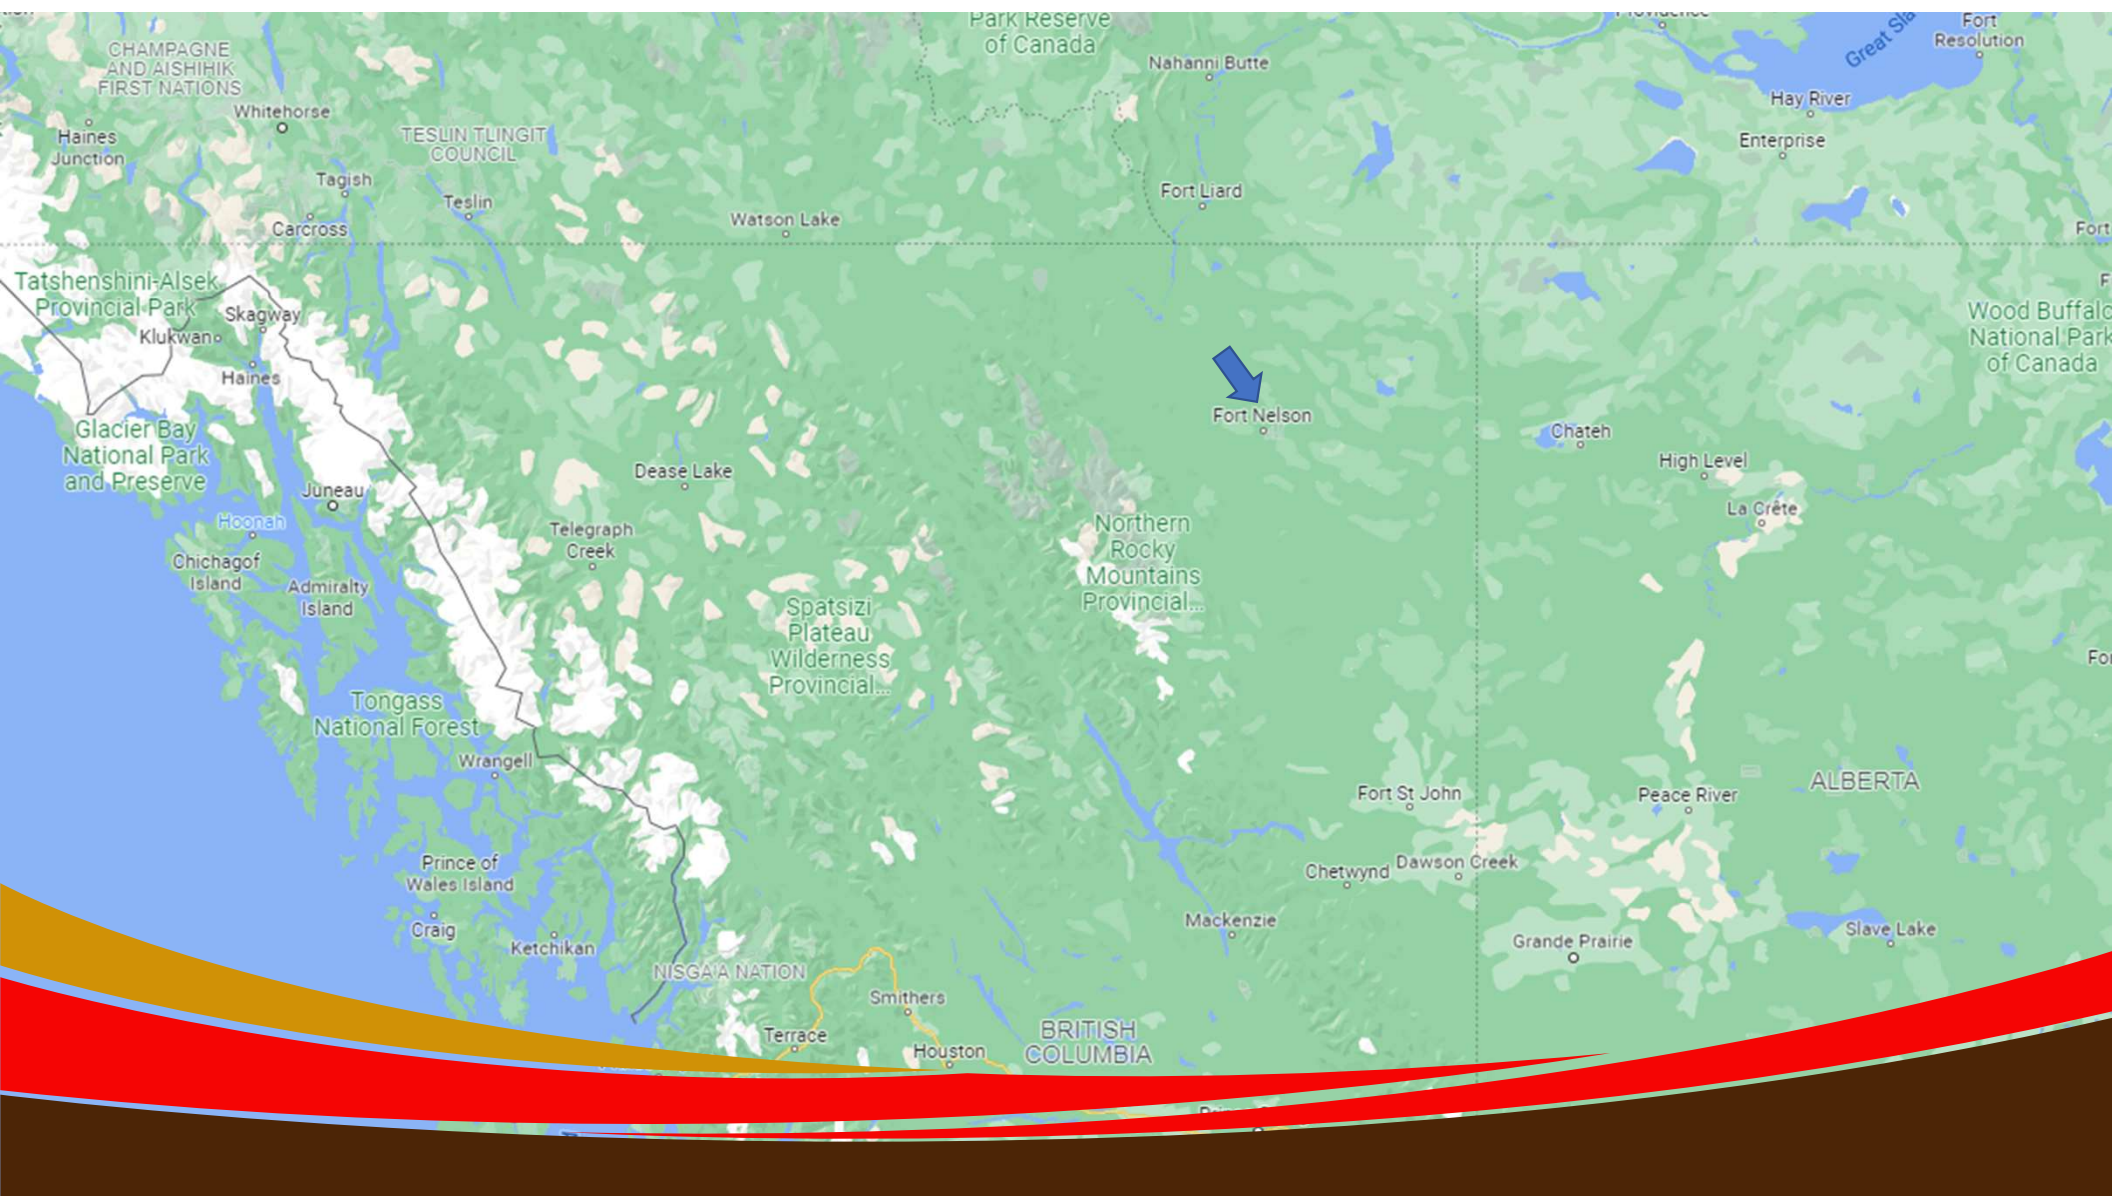 Park Reserve
of Canada
Fort
Resolution
Great Sla
CHAMPAGNE
AND AISHIHIK
FIRST NATIONS
Nahanni Butte
Hay River
Whitehorse
Haines
Junction
TESLIN TLINGIT
COUNCIL
Enterprise
Tagish
Teslin
Fort Liard
Watson Lake
Carcross
Fort
Tatshenshini-Alsek
Provincial Park
Skagway
Klukwan
Wood Buffalo
National Park
of Canada
Haines
Fort Nelson
Glacier Bay
National Park
and Preserve
Chateh
High Level
Dease Lake
Juneau
La Crête
Hoonah
Telegraph
Creek
Northern
Rocky
Mountains
Provincial...
Chichagof
Island
Admiralty
Island
Spatsizi
Plateau
Wilderness
Provincial...
Tongass
National Forest
Wrangell
ALBERTA
Fort St John
Peace River
Prince of
Wales Island
Chetwynd
Dawson Creek
Craig
Ketchikan
Mackenzie
Slave Lake
Grande Prairie
NISGA'A NATION
Smithers
Terrace
BRITISH
COLUMBIA
Houston